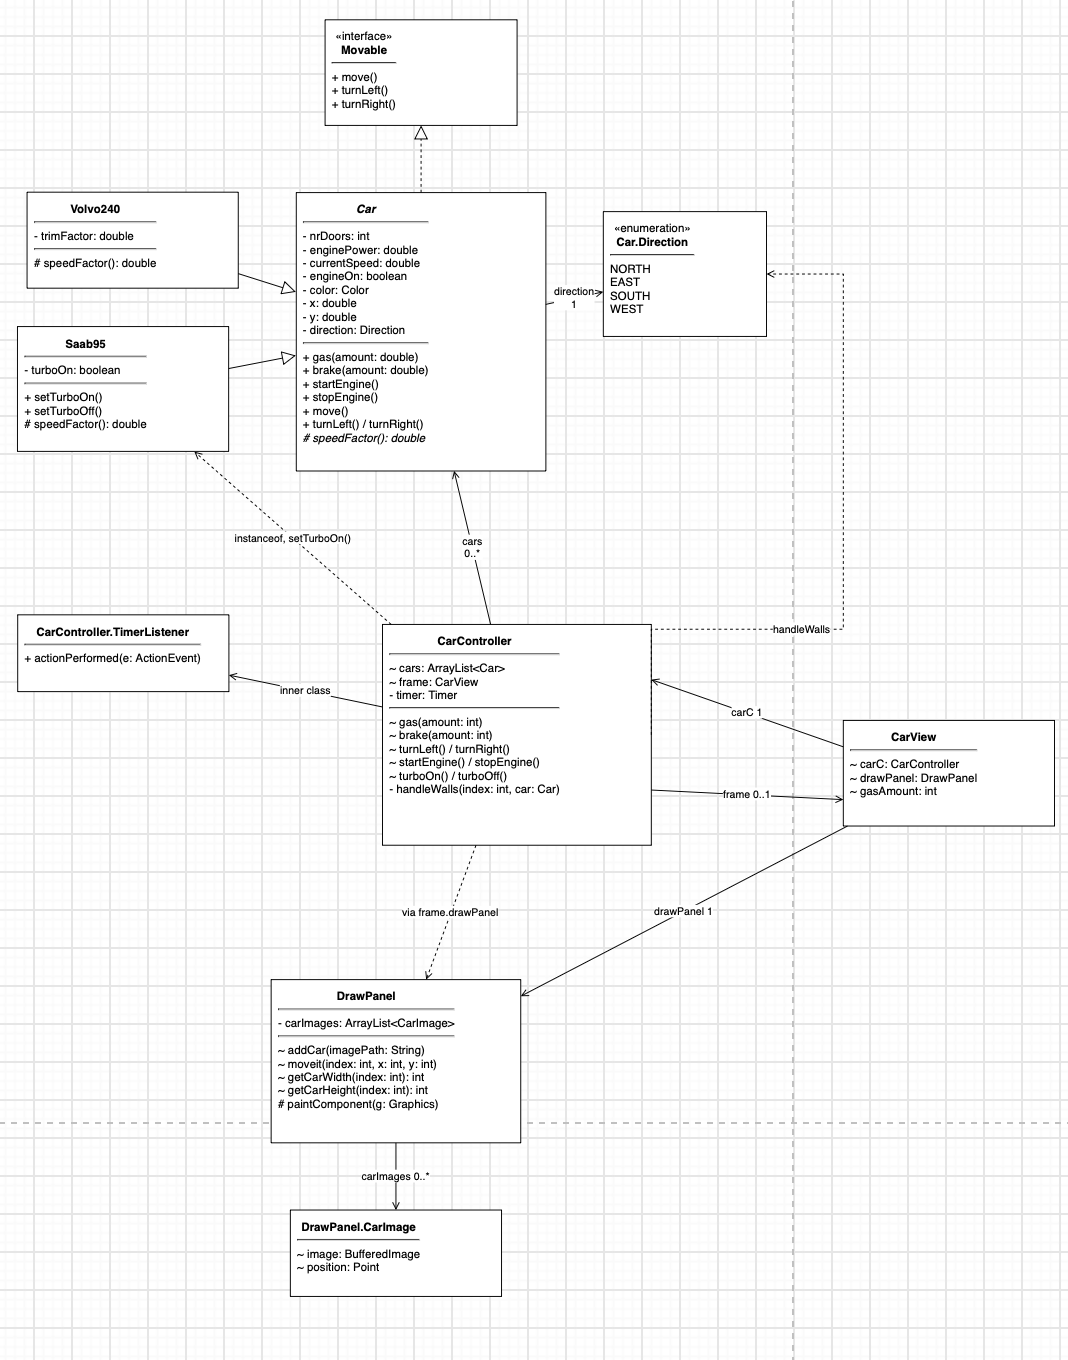 «interface»
Movable
+ move()
+ turnLeft()
+ turnRight()
Volvo240
- trimFactor: double
# speedFactor(): double
Car
- nrDoors: int
- enginePower: double
- currentSpeed: double
- engineOn: boolean
- color: Color
- x: double
- y: double
- direction: Direction
+ gas(amount: double)
+ brake(amount: double)
+ startEngine()
+ stopEngine()
+ move()
+ turnLeft() / turnRight()
# speedFactor(): double
direction
1
«enumeration»
Car.Direction
NORTH
EAST
SOUTH
WEST
Saab95
- turboOn: boolean
+ setTurboOn()
+ setTurboOff()
# speedFactor(): double
instanceof, setTurboOn()
cars
0..*
CarController.TimerListener
+ actionPerformed(e: ActionEvent)
inner class
CarController
~ cars: ArrayList<Car>
~ frame: CarView
- timer: Timer
~ gas(amount: int)
~ brake(amount: int)
~ turnLeft() / turnRight()
~ startEngine() / stopEngine()
~ turboOn() / turboOff()
- handleWalls(index: int, car: Car)
handleWalls
carC 1
frame 0..1
CarView
~ carC: CarController
~ drawPanel: DrawPanel
~ gasAmount: int
via frame.drawPanel
drawPanel 1
DrawPanel
- carImages: ArrayList<CarImage>
~ addCar(imagePath: String)
~ moveit(index: int, x: int, y: int)
~ getCarWidth(index: int): int
~ getCarHeight(index: int): int
# paintComponent(g: Graphics)
carImages 0..*
DrawPanel.CarImage
~ image: BufferedImage
~ position: Point